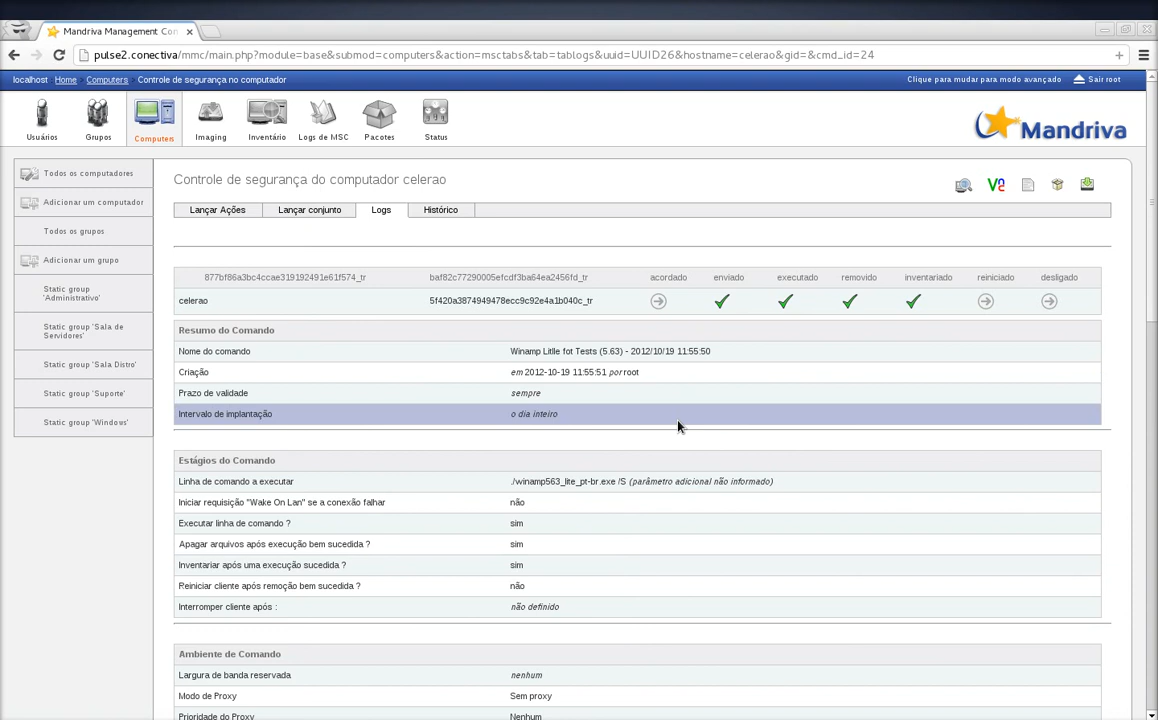 Mandriva Management Con
pulse2.conectiva/mmc/main.php?module=base&submod=computers&action=msctabs&tab=tablogs&uuid=UUID26&hostname=celerao&gid=&cmd_id=24
localhost Home Computers Controle de segurança no computador Clique para mudar para modo avançado Sair root
Usuários Grupos Computers Imaging Inventário Logs de MSC Pacotes Status
Mandriva
Todos os computadores
Adicionar um computador
Todos os grupos
Adicionar um grupo
Static group
'Administrativo'
Static group 'Sala de
Servidores'
Static group 'Sala Distro'
Static group 'Suporte'
Static group 'Windows'
Controle de segurança do computador celerao
Lançar Ações Lançar conjunto Logs Histórico
877bf86a3bc4ccae319192491e61f574_tr baf82c77290005efcdf3ba64ea2456fd_tr acordado enviado executado removido inventariado reiniciado desligado
celerao 5f420a3874949478ecc9c92e4a1b040c_tr
Resumo do Comando
Nome do comando Winamp Litlle fot Tests (5.63) - 2012/10/19 11:55:50
Criação em 2012-10-19 11:55:51 por root
Prazo de validade sempre
Intervalo de implantação o dia inteiro
Estágios do Comando
Linha de comando a executar ./winamp563_lite_pt-br.exe /S (parâmetro adicional não informado)
Iniciar requisição "Wake On Lan" se a conexão falhar não
Executar linha de comando ? sim
Apagar arquivos após execução bem sucedida ? sim
Inventariar após uma execução sucedida ? sim
Reiniciar cliente após remoção bem sucedida ? não
Interromper cliente após : não definido
Ambiente de Comando
Largura de banda reservada nenhum
Modo de Proxy Sem proxy
Prioridade do Proxy Nenhum